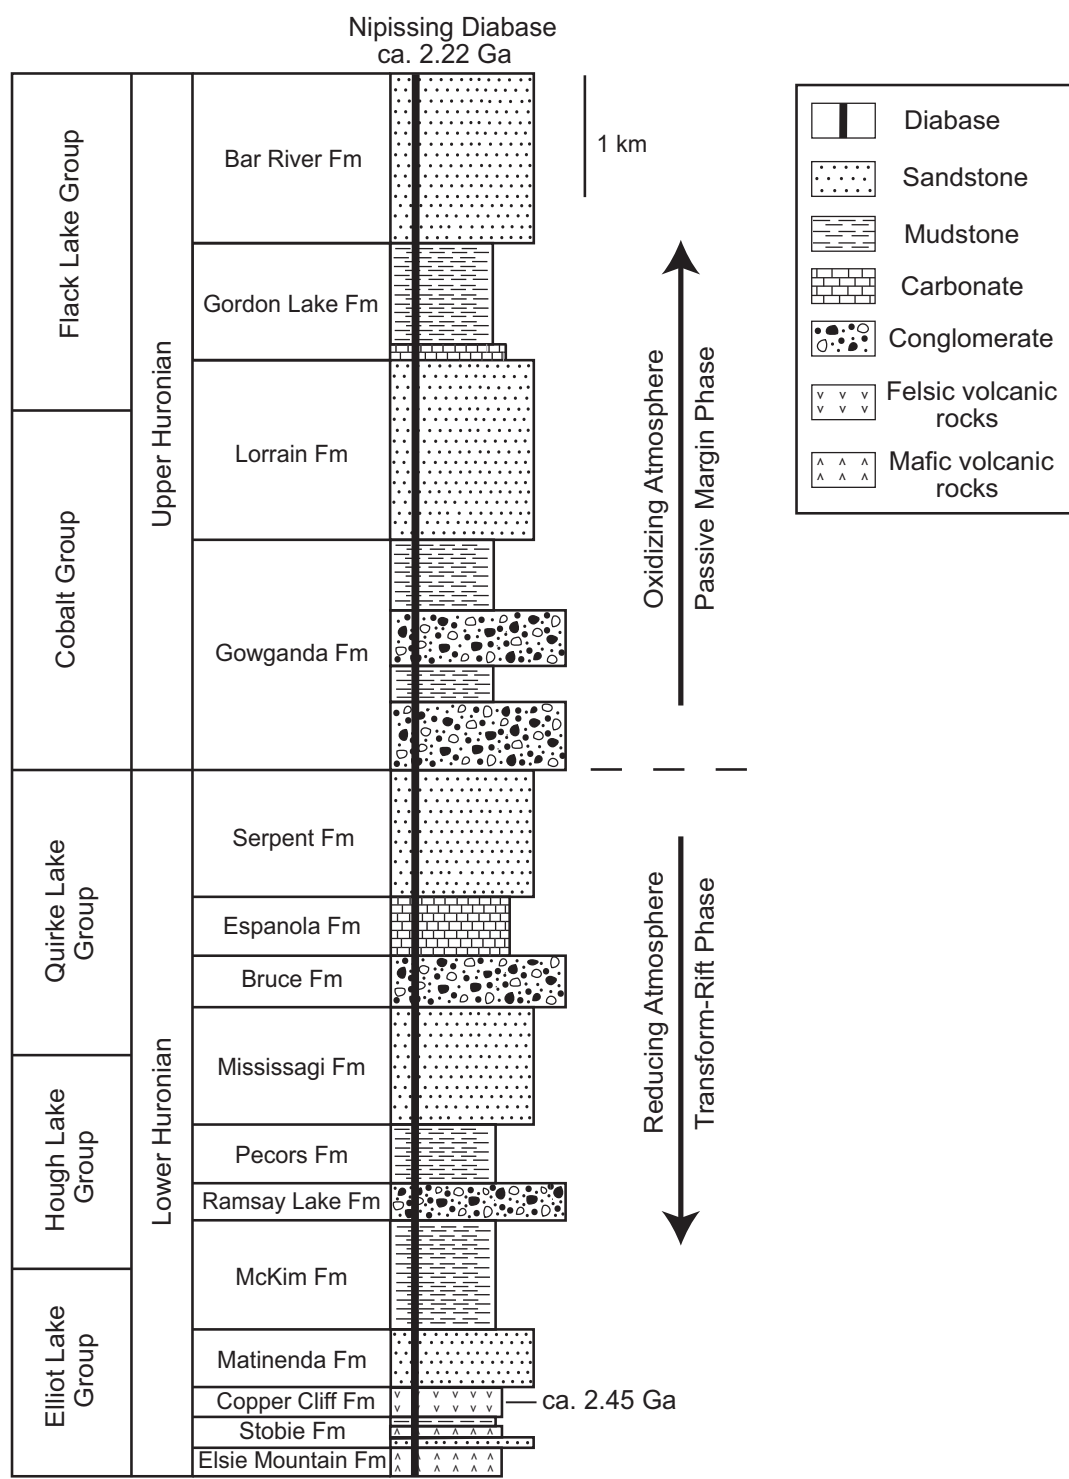 Nipissing Diabase
ca. 2.22 Ga
Flack Lake Group
Cobalt Group
Quirke Lake
Group
Hough Lake
Group
Elliot Lake
Group
Upper Huronian
Lower Huronian
Bar River Fm
Gordon Lake Fm
Lorrain Fm
Gowganda Fm
Serpent Fm
Espanola Fm
Bruce Fm
Mississagi Fm
Pecors Fm
Ramsay Lake Fm
McKim Fm
Matinenda Fm
Copper Cliff Fm
Stobie Fm
Elsie Mountain Fm
ca. 2.45 Ga
1 km
Oxidizing Atmosphere
Passive Margin Phase
Reducing Atmosphere
Transform-Rift Phase
Diabase
Sandstone
Mudstone
Carbonate
Conglomerate
Felsic volcanic
rocks
Mafic volcanic
rocks